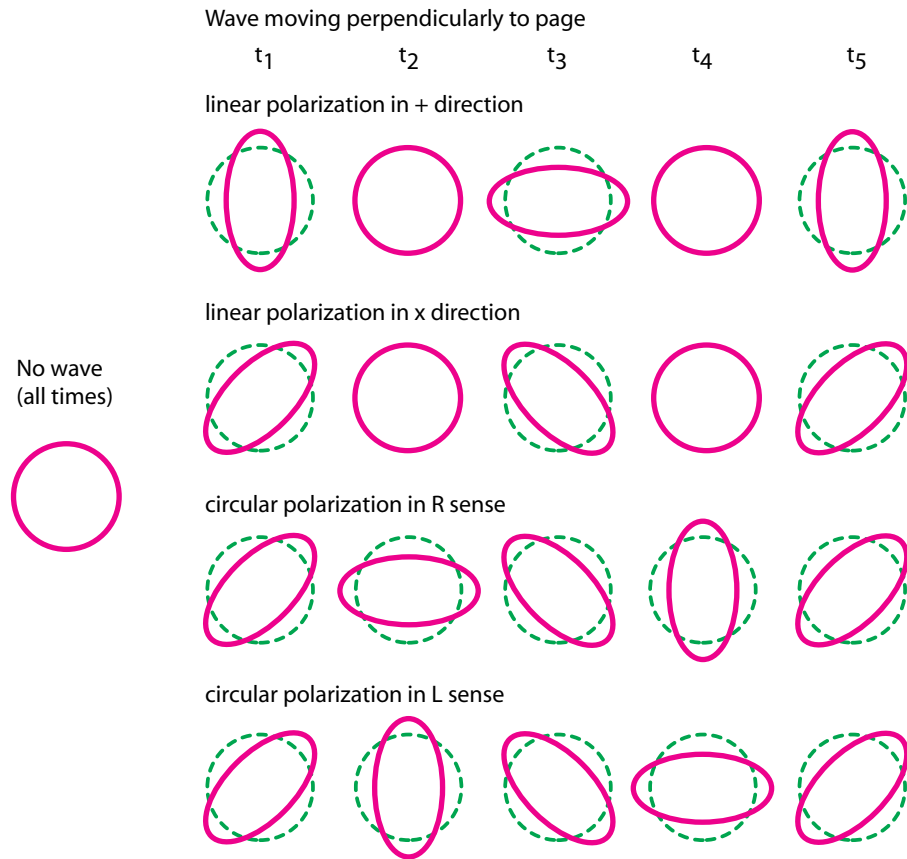 Wave moving perpendicularly to page
t1 t2 t3 t4 t5
linear polarization in + direction
linear polarization in x direction
No wave
(all times)
circular polarization in R sense
circular polarization in L sense